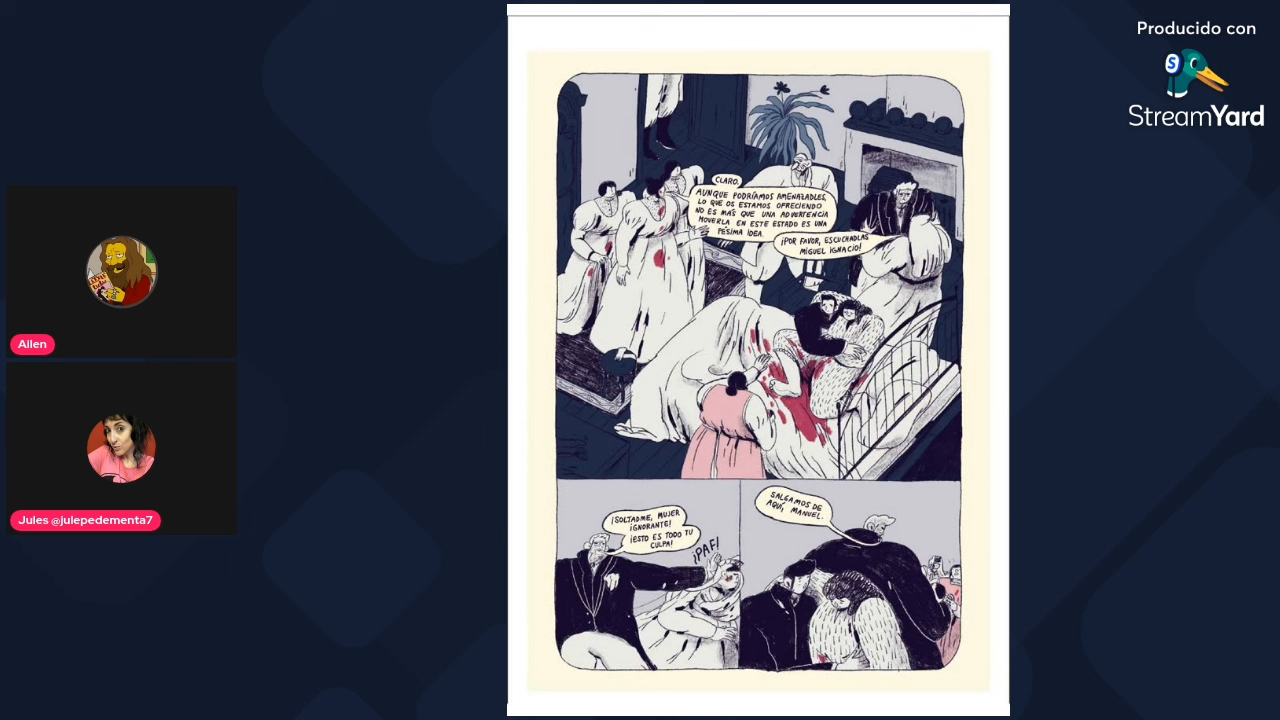 Producido con
S
StreamYard
CLARO.
AUNQUE PODRÍAMOS AMENAZARLES,
LO QUE OS ESTAMOS OFRECIENDO
NO ES MÁS QUE UNA ADVERTENCIA
MOVERLA EN ESTE ESTADO ES UNA
PÉSIMA IDEA.
¡POR FAVOR, ESCUCHADLAS
MIGUEL IGNACIO!
¡SOLTADME, MUJER
IGNORANTE!
¡ESTO ES TODO TU
CULPA!
¡PAF!
SALGAMOS DE
AQUÍ, MANUEL.
Allen
Jules @julepedementa7